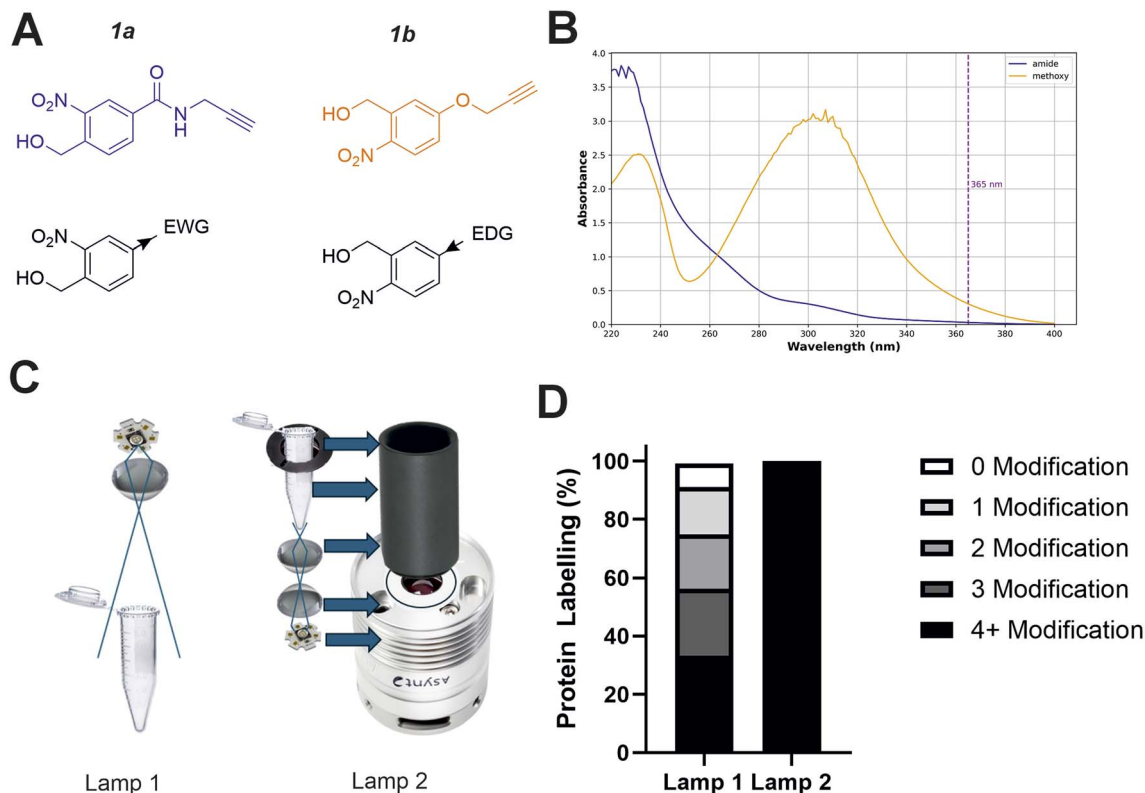 A
1a
1b
O
O₂N
N
H
HO
O
HO
NO₂
O₂N
EWG
HO
EDG
HO
O₂N
B
4.0
3.5
3.0
2.5
2.0
1.5
1.0
0.5
0.0
Absorbance
amide
methoxy
365 nm
220
240
260
280
300
320
340
360
380
400
Wavelength (nm)
C
Asynt
Lamp 1
Lamp 2
D
Protein Labelling (%)
100
80
60
40
20
0
Lamp 1 Lamp 2
0 Modification
1 Modification
2 Modification
3 Modification
4+ Modification